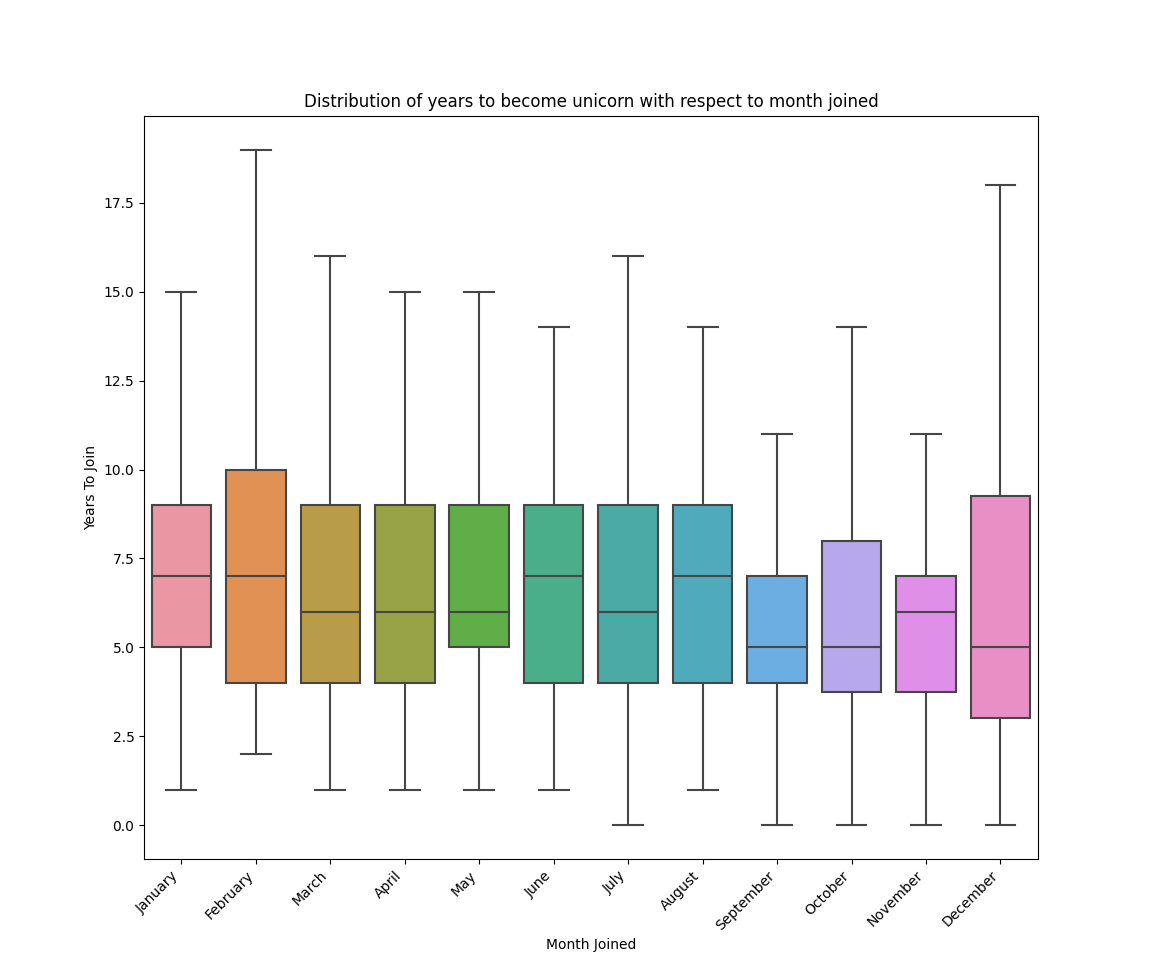 Distribution of years to become unicorn with respect to month joined
17.5
15.0
12.5
10.0
7.5
5.0
2.5
0.0
Years To Join
January
February
March
April
May
June
July
August
September
October
November
December
Month Joined